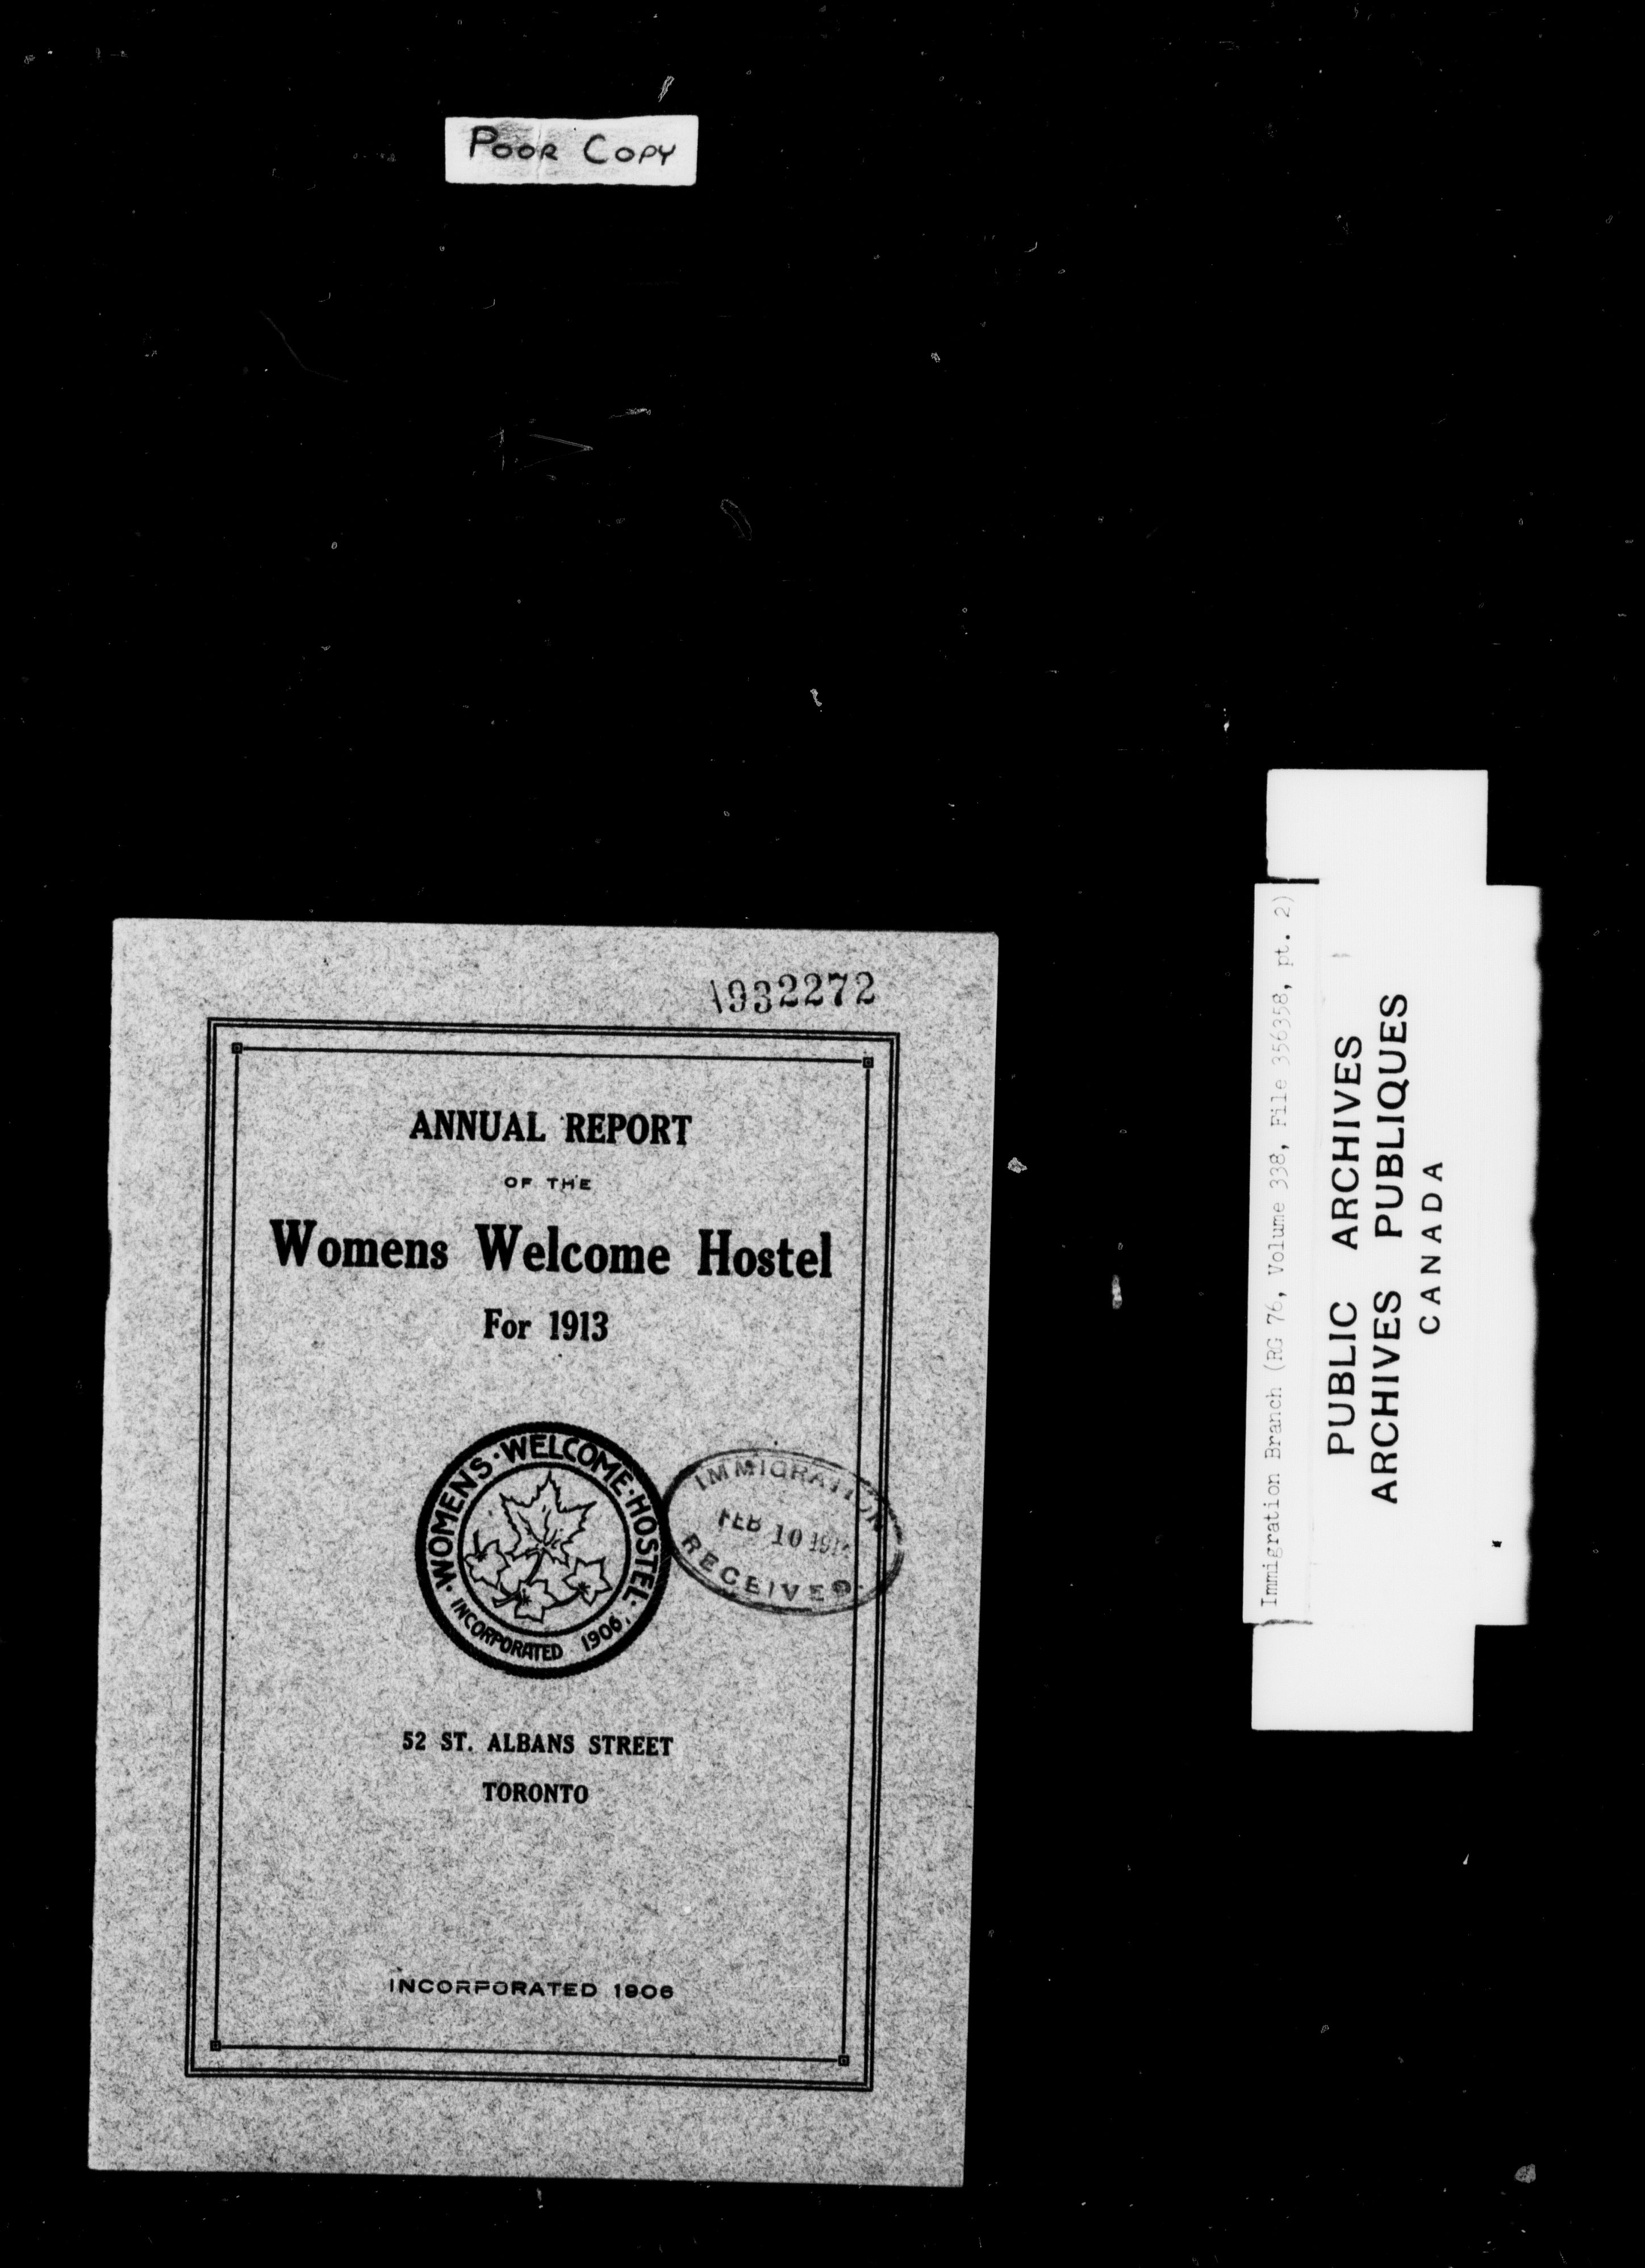 POOR COPY
1932272
ANNUAL REPORT
OF THE
Womens Welcome Hostel
For 1913
WOMENS · WELCOME · HOSTEL ·
INCORPORATED 1906
IMMIGRATION
FEB 10
RECEIVED
52 ST. ALBANS STREET
TORONTO
INCORPORATED 1906
Immigration Branch (RG 76, Volume 338, File 356358, pt. 2)
PUBLIC ARCHIVES
ARCHIVES PUBLIQUES
CANADA